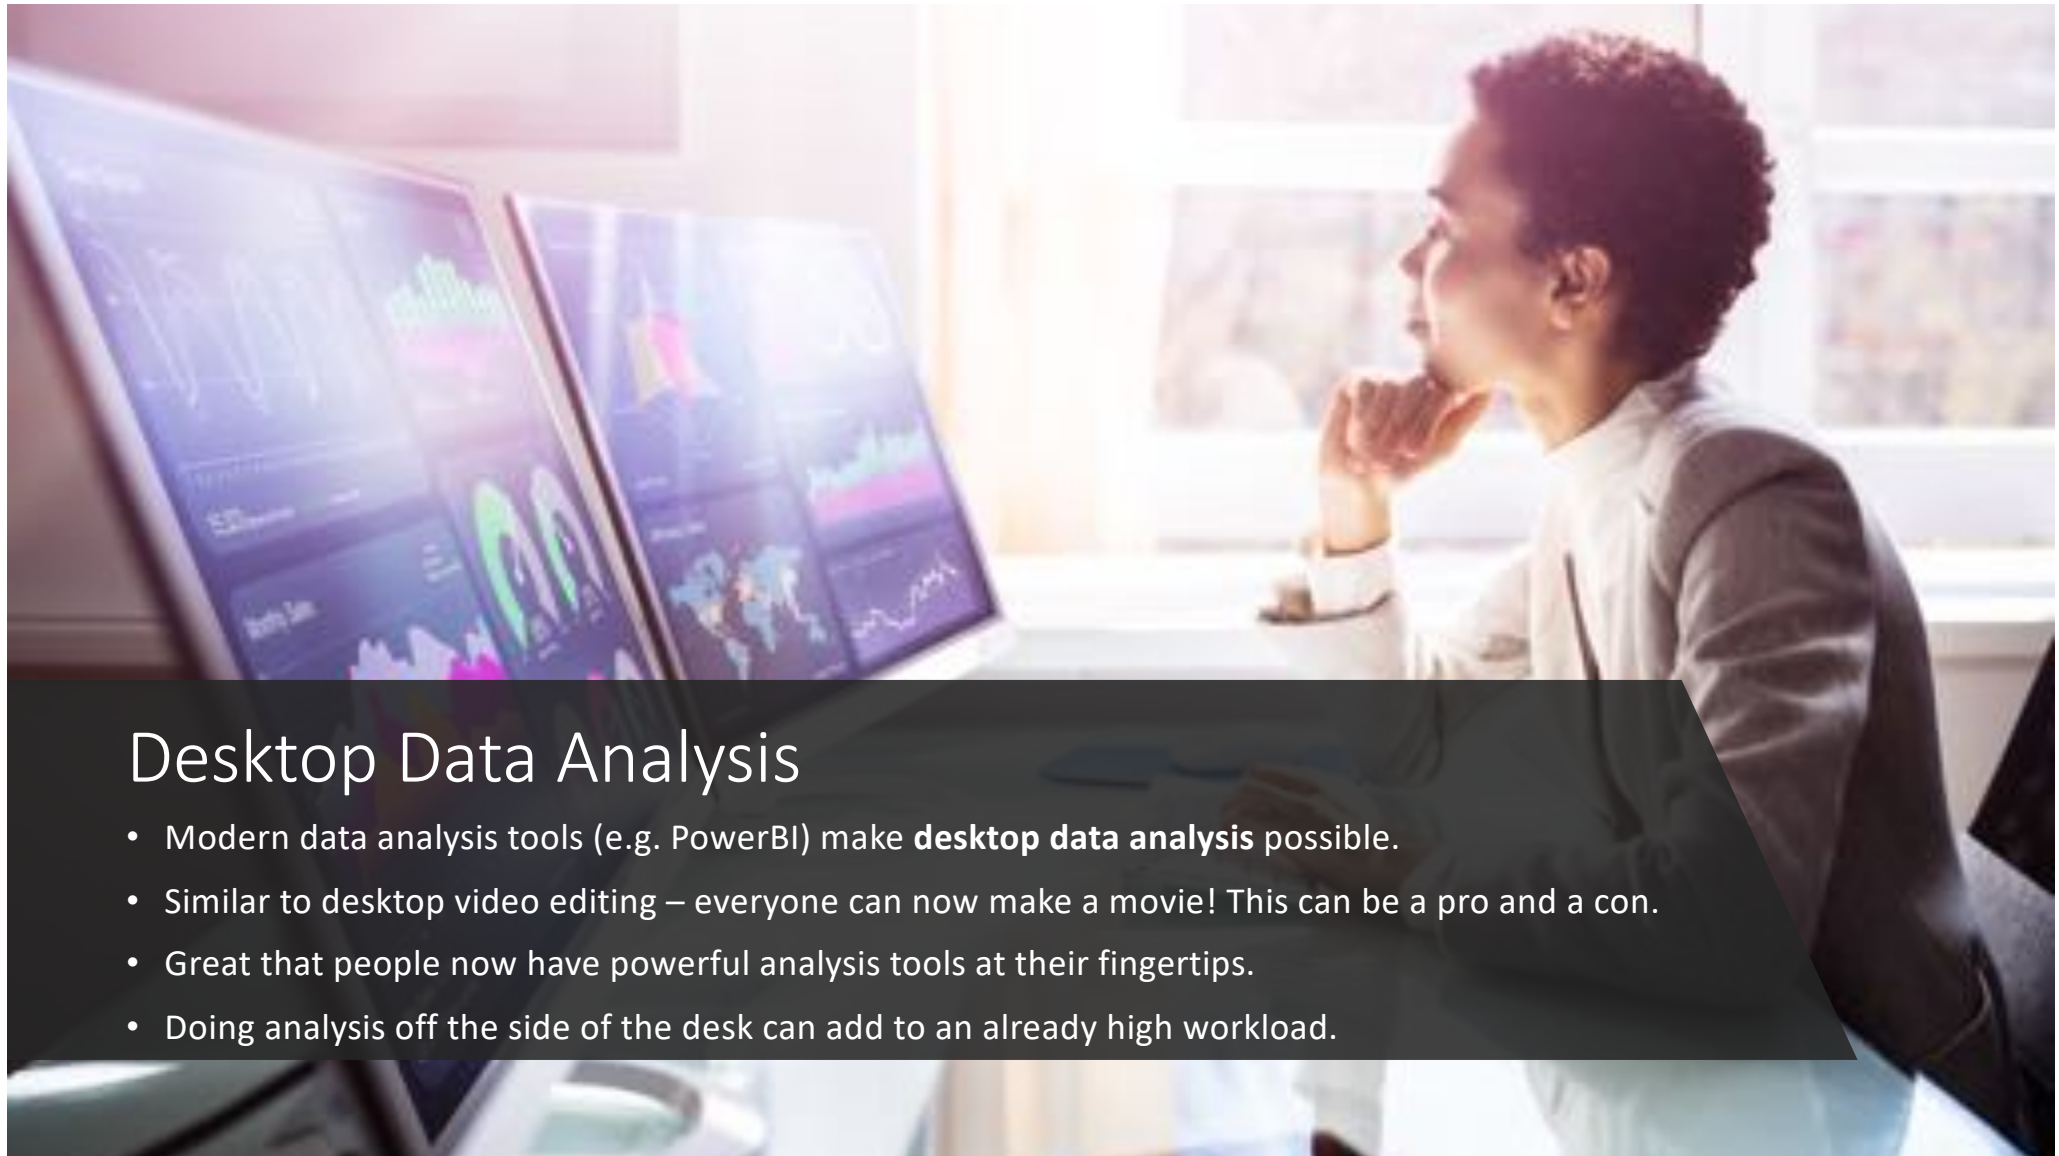 Desktop Data Analysis
• Modern data analysis tools (e.g. PowerBI) make desktop data analysis possible.
• Similar to desktop video editing – everyone can now make a movie! This can be a pro and a con.
• Great that people now have powerful analysis tools at their fingertips.
• Doing analysis off the side of the desk can add to an already high workload.